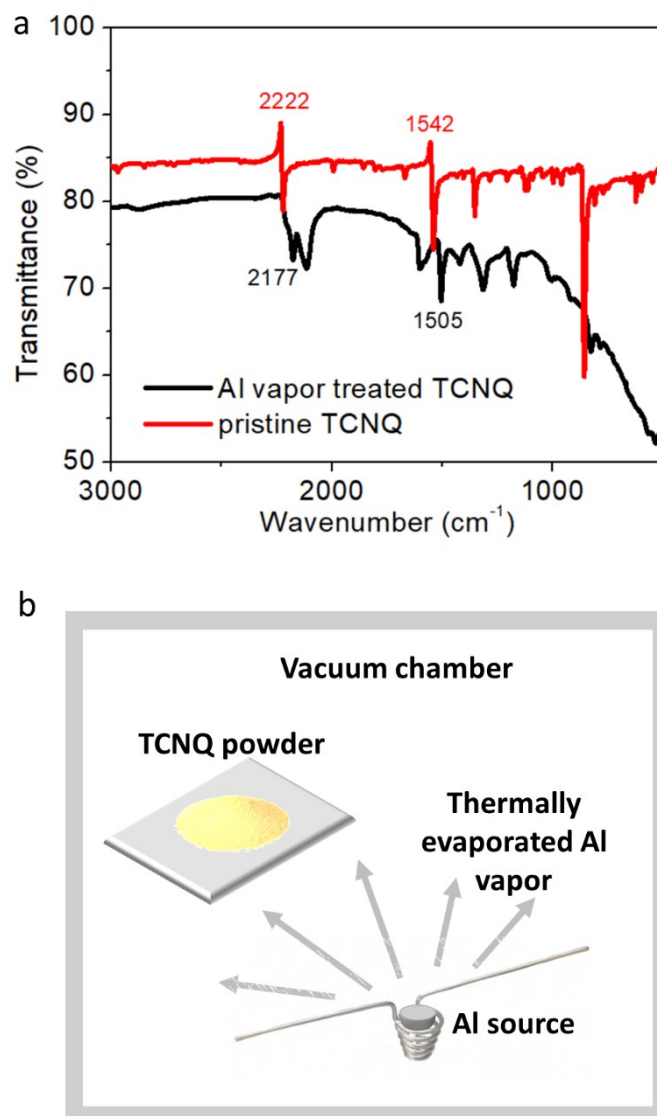 a
100
90
80
70
60
50
Transmittance (%)
2222
1542
2177
1505
Al vapor treated TCNQ
pristine TCNQ
3000
2000
1000
Wavenumber (cm⁻¹)
b
Vacuum chamber
TCNQ powder
Thermally
evaporated Al
vapor
Al source